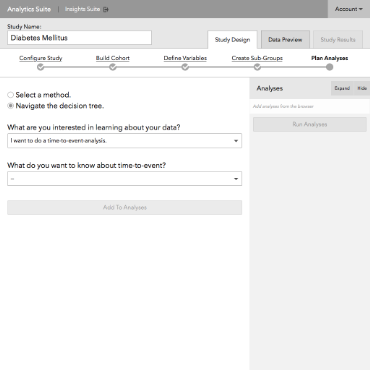 Analytics Suite | Insights Suite Account
Study Name:
Diabetes Mellitus
Study Design Data Preview Study Results
Configure Study Build Cohort Define Variables Create Sub-Groups Plan Analyses
Select a method.
Navigate the decision tree.
Analyses Expand Hide
Add analyses from the browser
Run Analyses
What are you interested in learning about your data?
I want to do a time-to-event analysis.
What do you want to know about time-to-event?
--
Add To Analyses